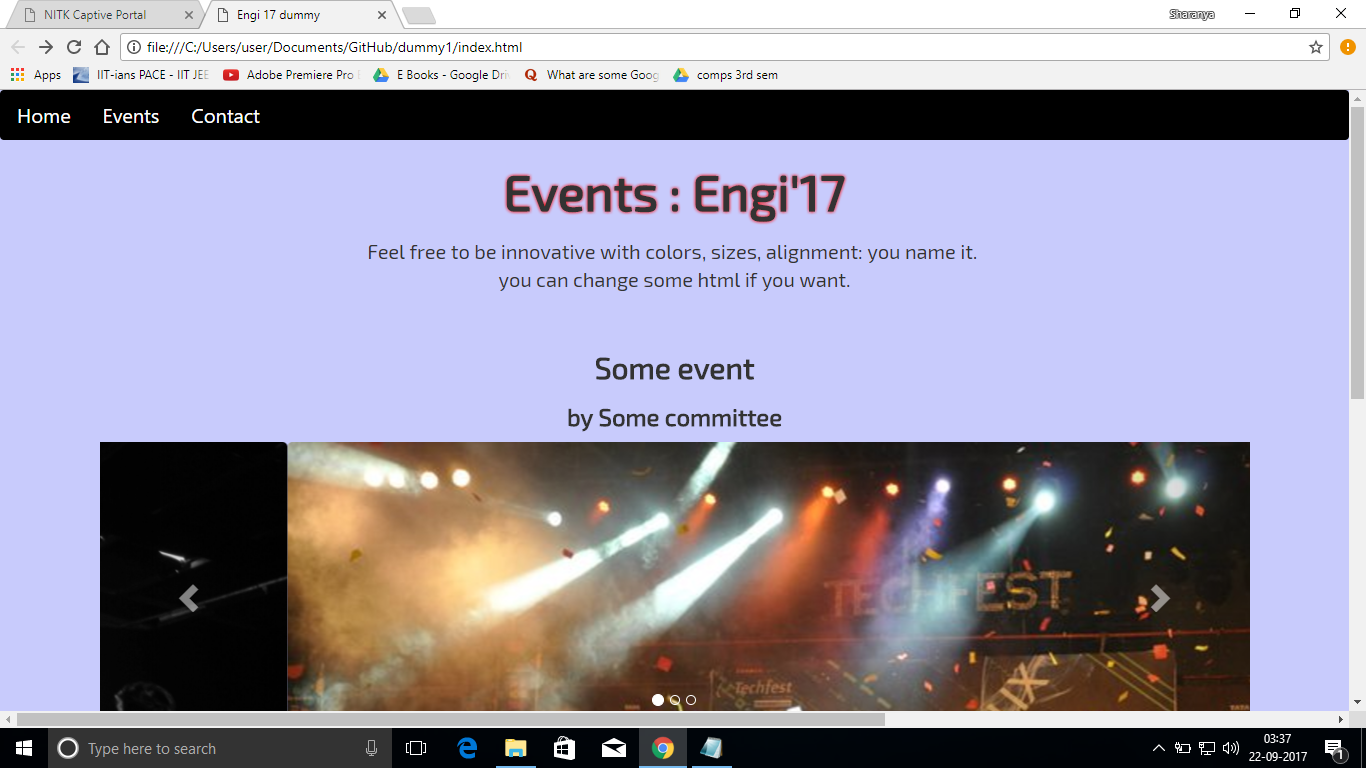 NITK Captive Portal
Engi 17 dummy
Sharanya
file:///C:/Users/user/Documents/GitHub/dummy1/index.html
Apps
IIT-ians PACE - IIT JEE
Adobe Premiere Pro
E Books - Google Dri
What are some Goog
comps 3rd sem
Home
Events
Contact
Events : Engi'17
Feel free to be innovative with colors, sizes, alignment: you name it.
you can change some html if you want.
Some event
by Some committee
TECHFEST
Techfest
Type here to search
03:37
22-09-2017
1